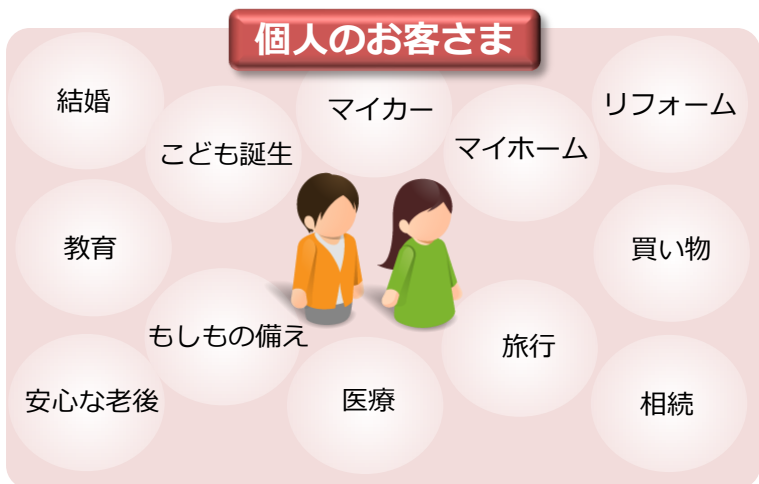 個人のお客さま
結婚
こども誕生
マイカー
マイホーム
リフォーム
教育
買い物
もしもの備え
旅行
安心な老後
医療
相続